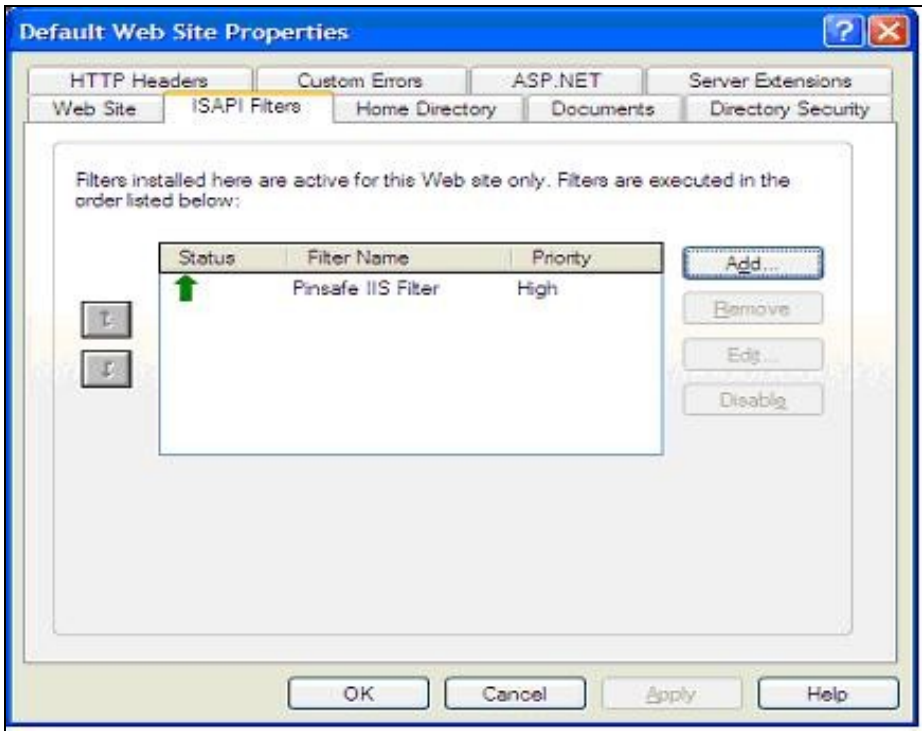 Default Web Site Properties
HTTP Headers Custom Errors ASP.NET Server Extensions
Web Site ISAPI Filters Home Directory Documents Directory Security
Filters installed here are active for this Web site only. Filters are executed in the
order listed below:
Status Filter Name Priority
Pinsafe IIS Filter High
Add...
Remove
Edit...
Disable
OK Cancel Apply Help